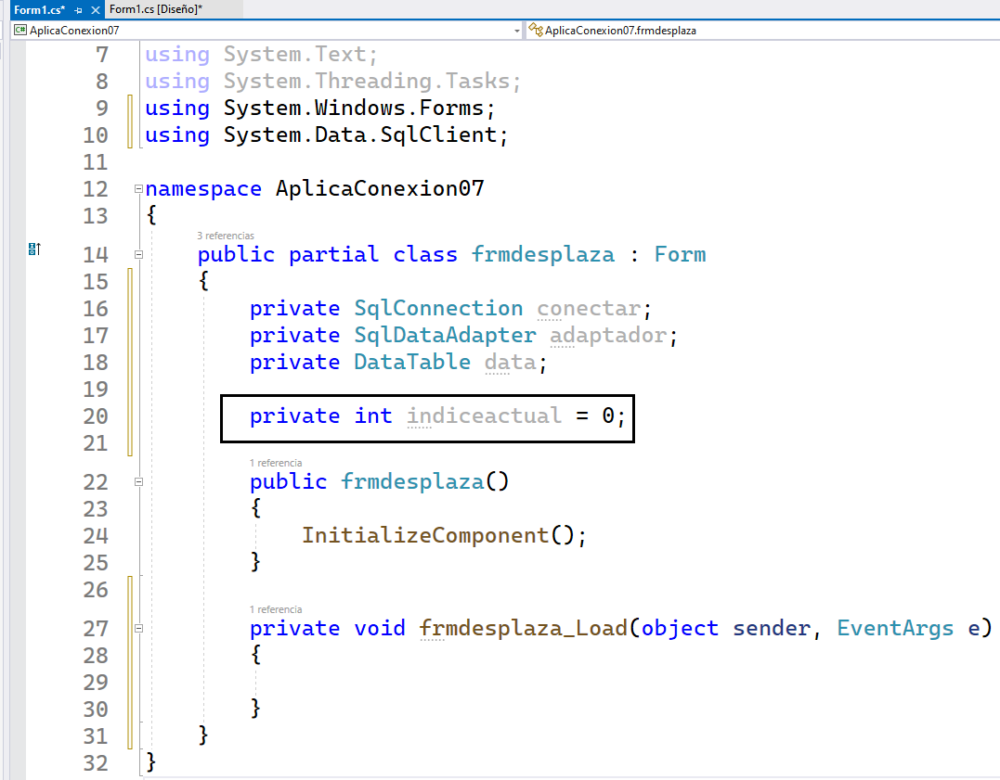 Form1.cs* Form1.cs [Diseño]*
C# AplicaConexion07 AplicaConexion07.frmdesplaza
7 using System.Text;
8 using System.Threading.Tasks;
9 using System.Windows.Forms;
10 using System.Data.SqlClient;
11
12 namespace AplicaConexion07
13 {
3 referencias
14 public partial class frmdesplaza : Form
15 {
16 private SqlConnection conectar;
17 private SqlDataAdapter adaptador;
18 private DataTable data;
19
20 private int indiceactual = 0;
21
1 referencia
22 public frmdesplaza()
23 {
24 InitializeComponent();
25 }
26
1 referencia
27 private void frmdesplaza_Load(object sender, EventArgs e)
28 {
29
30 }
31 }
32 }